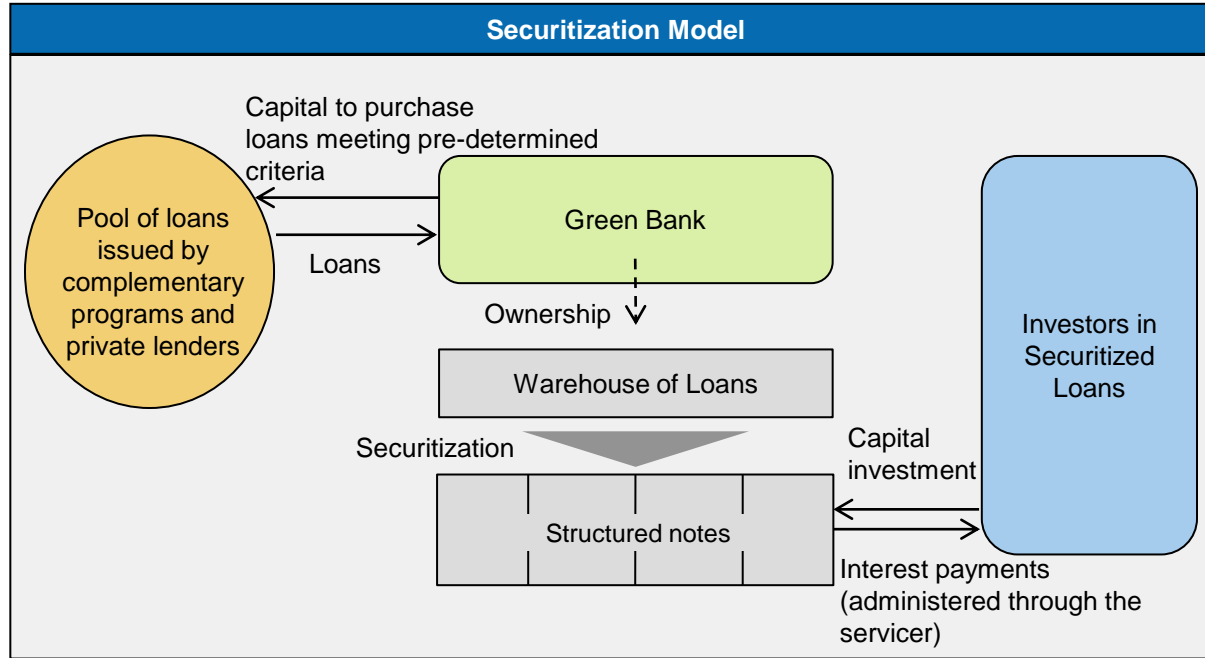 Securitization Model
Capital to purchase
loans meeting pre-determined
criteria
Pool of loans
issued by
complementary
programs and
private lenders
Loans
Green Bank
Ownership
Warehouse of Loans
Securitization
Structured notes
Capital
investment
Interest payments
(administered through the
servicer)
Investors in
Securitized
Loans